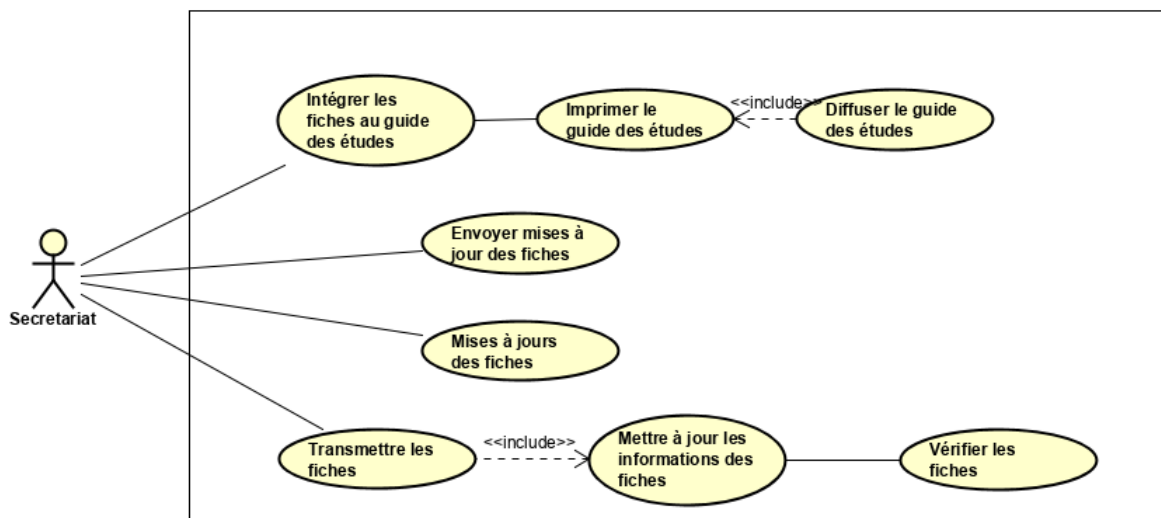 Intégrer les
fiches au guide
des études
Imprimer le
guide des études
<<include>>
Diffuser le guide
des études
Envoyer mises à
jour des fiches
Secretariat
Mises à jours
des fiches
Transmettre les
fiches
<<include>>
Mettre à jour les
informations des
fiches
Vérifier les
fiches